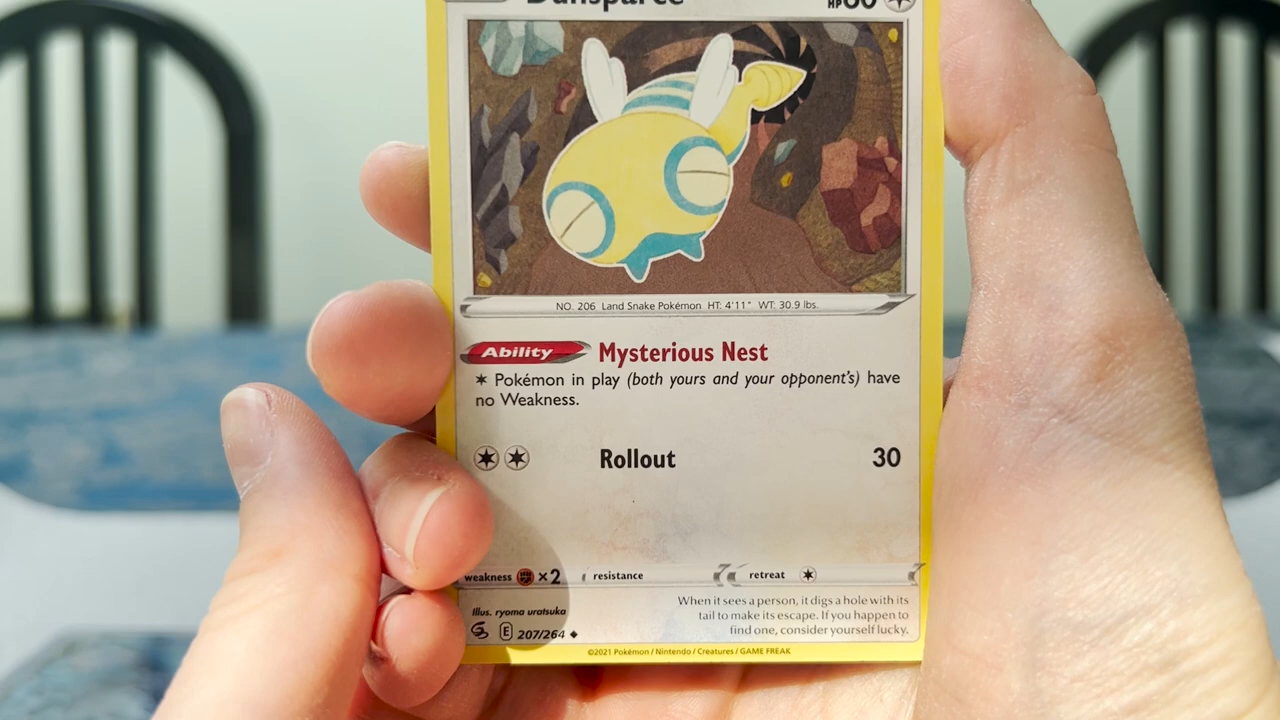 Dunsparce HP60
NO. 206 Land Snake Pokémon HT: 4'11" WT: 30.9 lbs.
Ability Mysterious Nest
Pokémon in play (both yours and your opponent's) have
no Weakness.
Rollout 30
weakness ×2 resistance retreat
When it sees a person, it digs a hole with its
tail to make its escape. If you happen to
find one, consider yourself lucky.
Illus. ryoma uratsuka
E 207/264
©2021 Pokémon / Nintendo / Creatures / GAME FREAK